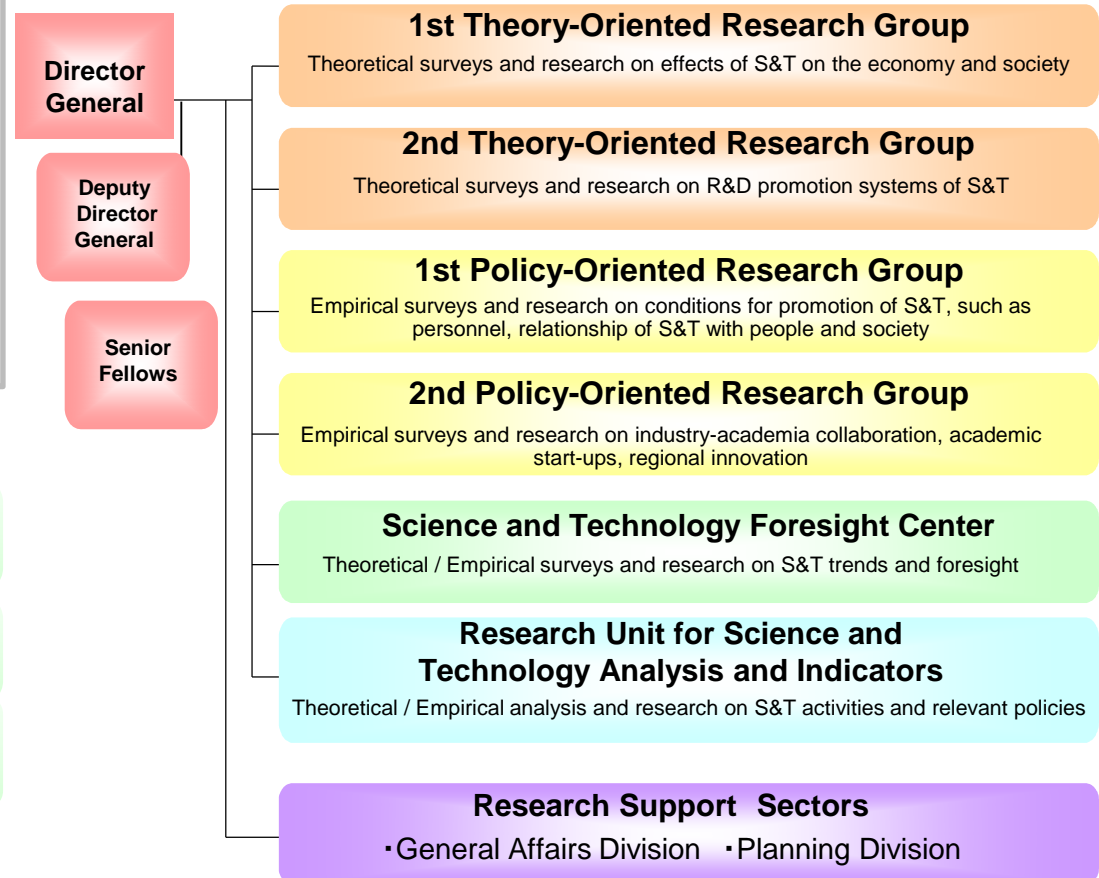 Director
General
Deputy
Director
General
Senior
Fellows
1st Theory-Oriented Research Group
Theoretical surveys and research on effects of S&T on the economy and society
2nd Theory-Oriented Research Group
Theoretical surveys and research on R&D promotion systems of S&T
1st Policy-Oriented Research Group
Empirical surveys and research on conditions for promotion of S&T, such as
personnel, relationship of S&T with people and society
2nd Policy-Oriented Research Group
Empirical surveys and research on industry-academia collaboration, academic
start-ups, regional innovation
Science and Technology Foresight Center
Theoretical / Empirical surveys and research on S&T trends and foresight
Research Unit for Science and
Technology Analysis and Indicators
Theoretical / Empirical analysis and research on S&T activities and relevant policies
Research Support Sectors
・General Affairs Division ・Planning Division